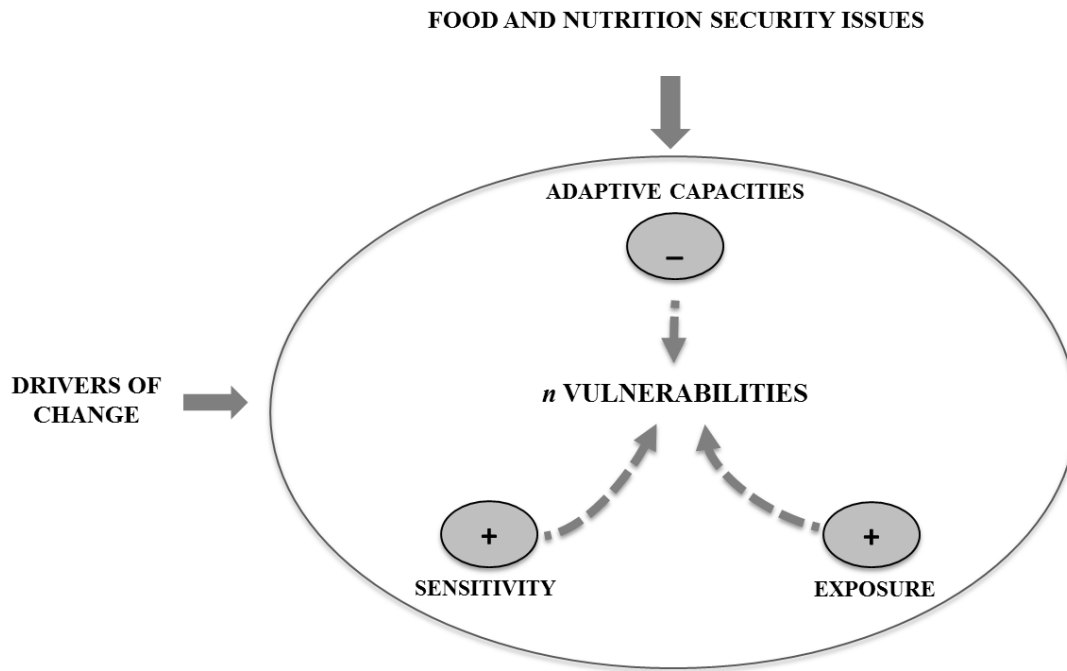 FOOD AND NUTRITION SECURITY ISSUES
ADAPTIVE CAPACITIES
–
DRIVERS OF
CHANGE
n VULNERABILITIES
+
+
SENSITIVITY
EXPOSURE